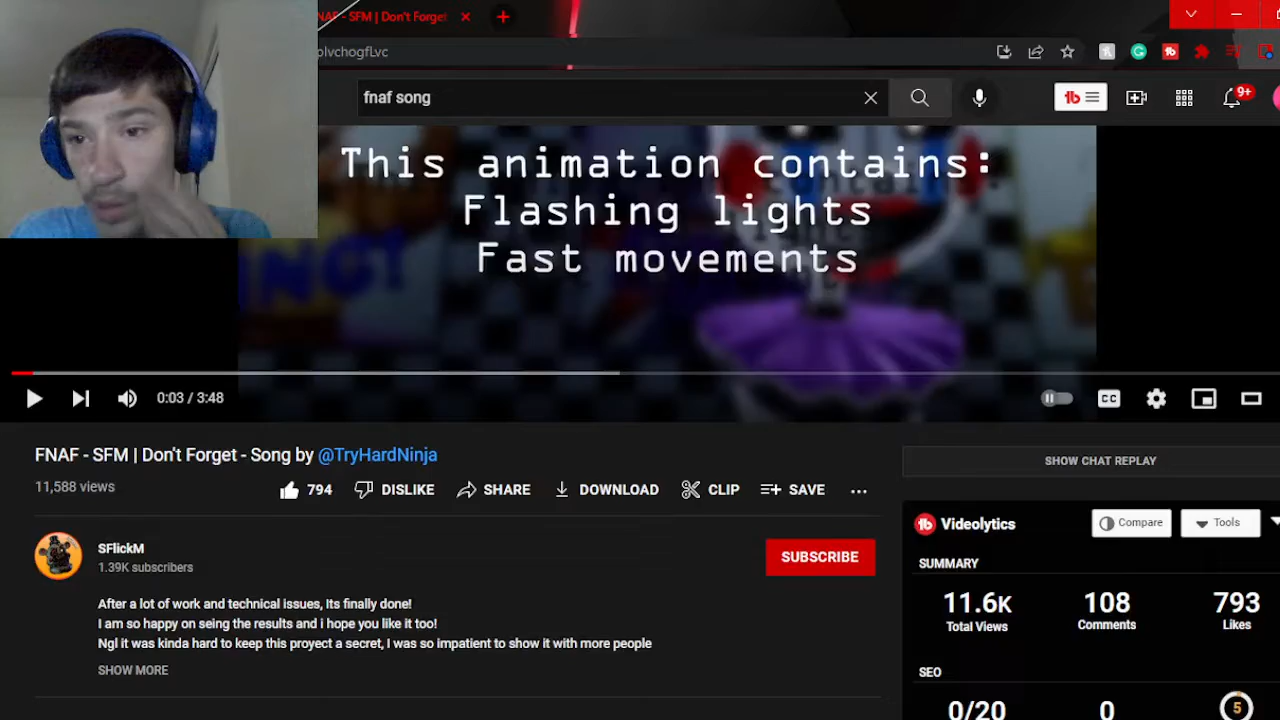 NAF - SFM | Don't Forget
olvchogfLvc
fnaf song
9+
This animation contains:
Flashing lights
Fast movements
0:03 / 3:48
CC
FNAF - SFM | Don't Forget - Song by @TryHardNinja
11,588 views
794 DISLIKE SHARE DOWNLOAD CLIP SAVE ...
SHOW CHAT REPLAY
Videolytics
Compare
Tools
SFlickM
1.39K subscribers
SUBSCRIBE
SUMMARY
11.6K 108 793
Total Views Comments Likes
After a lot of work and technical issues, Its finally done!
I am so happy on seing the results and i hope you like it too!
Ngl it was kinda hard to keep this proyect a secret, I was so impatient to show it with more people
SHOW MORE
SEO
0/20 0 5